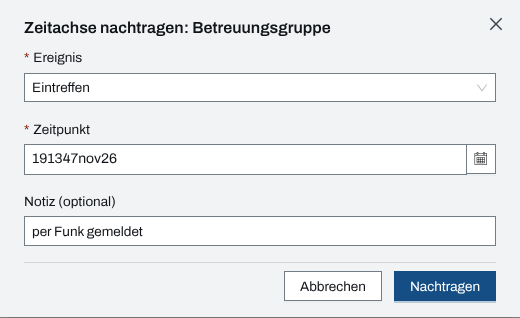 Zeitachse nachtragen: Betreuungsgruppe
* Ereignis
Eintreffen
* Zeitpunkt
191347nov26
Notiz (optional)
per Funk gemeldet
Abbrechen
Nachtragen